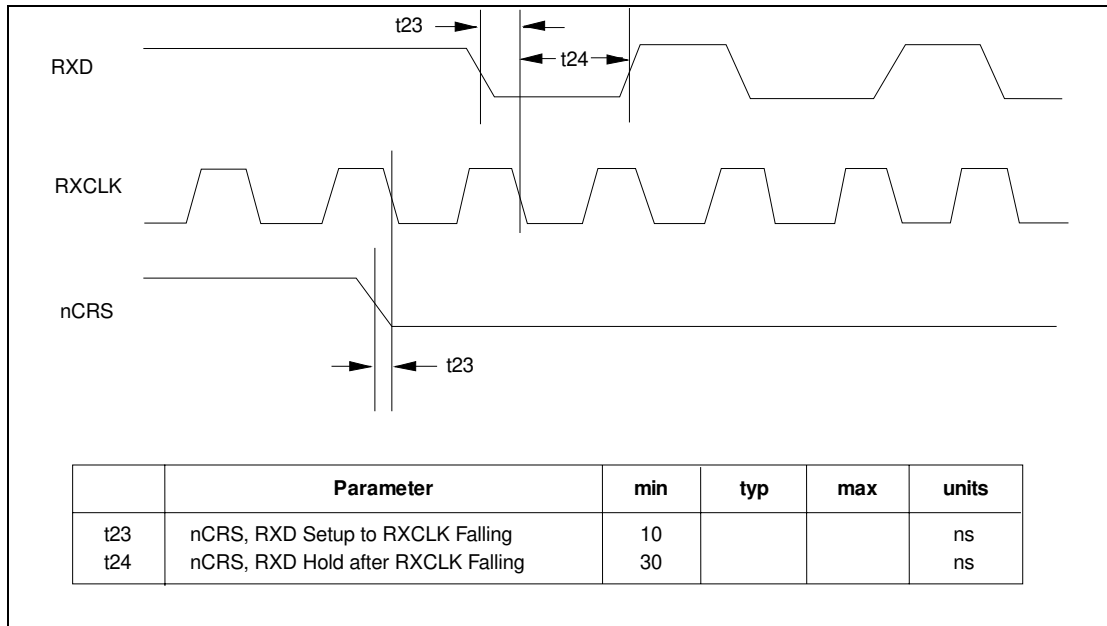 t23
t24
RXD
RXCLK
nCRS
t23
Parameter min typ max units
t23 nCRS, RXD Setup to RXCLK Falling 10 ns
t24 nCRS, RXD Hold after RXCLK Falling 30 ns